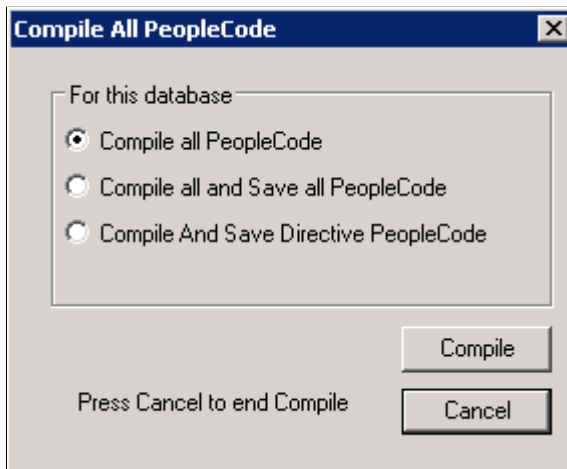 Compile All PeopleCode
For this database
Compile all PeopleCode
Compile all and Save all PeopleCode
Compile And Save Directive PeopleCode
Compile
Press Cancel to end Compile
Cancel